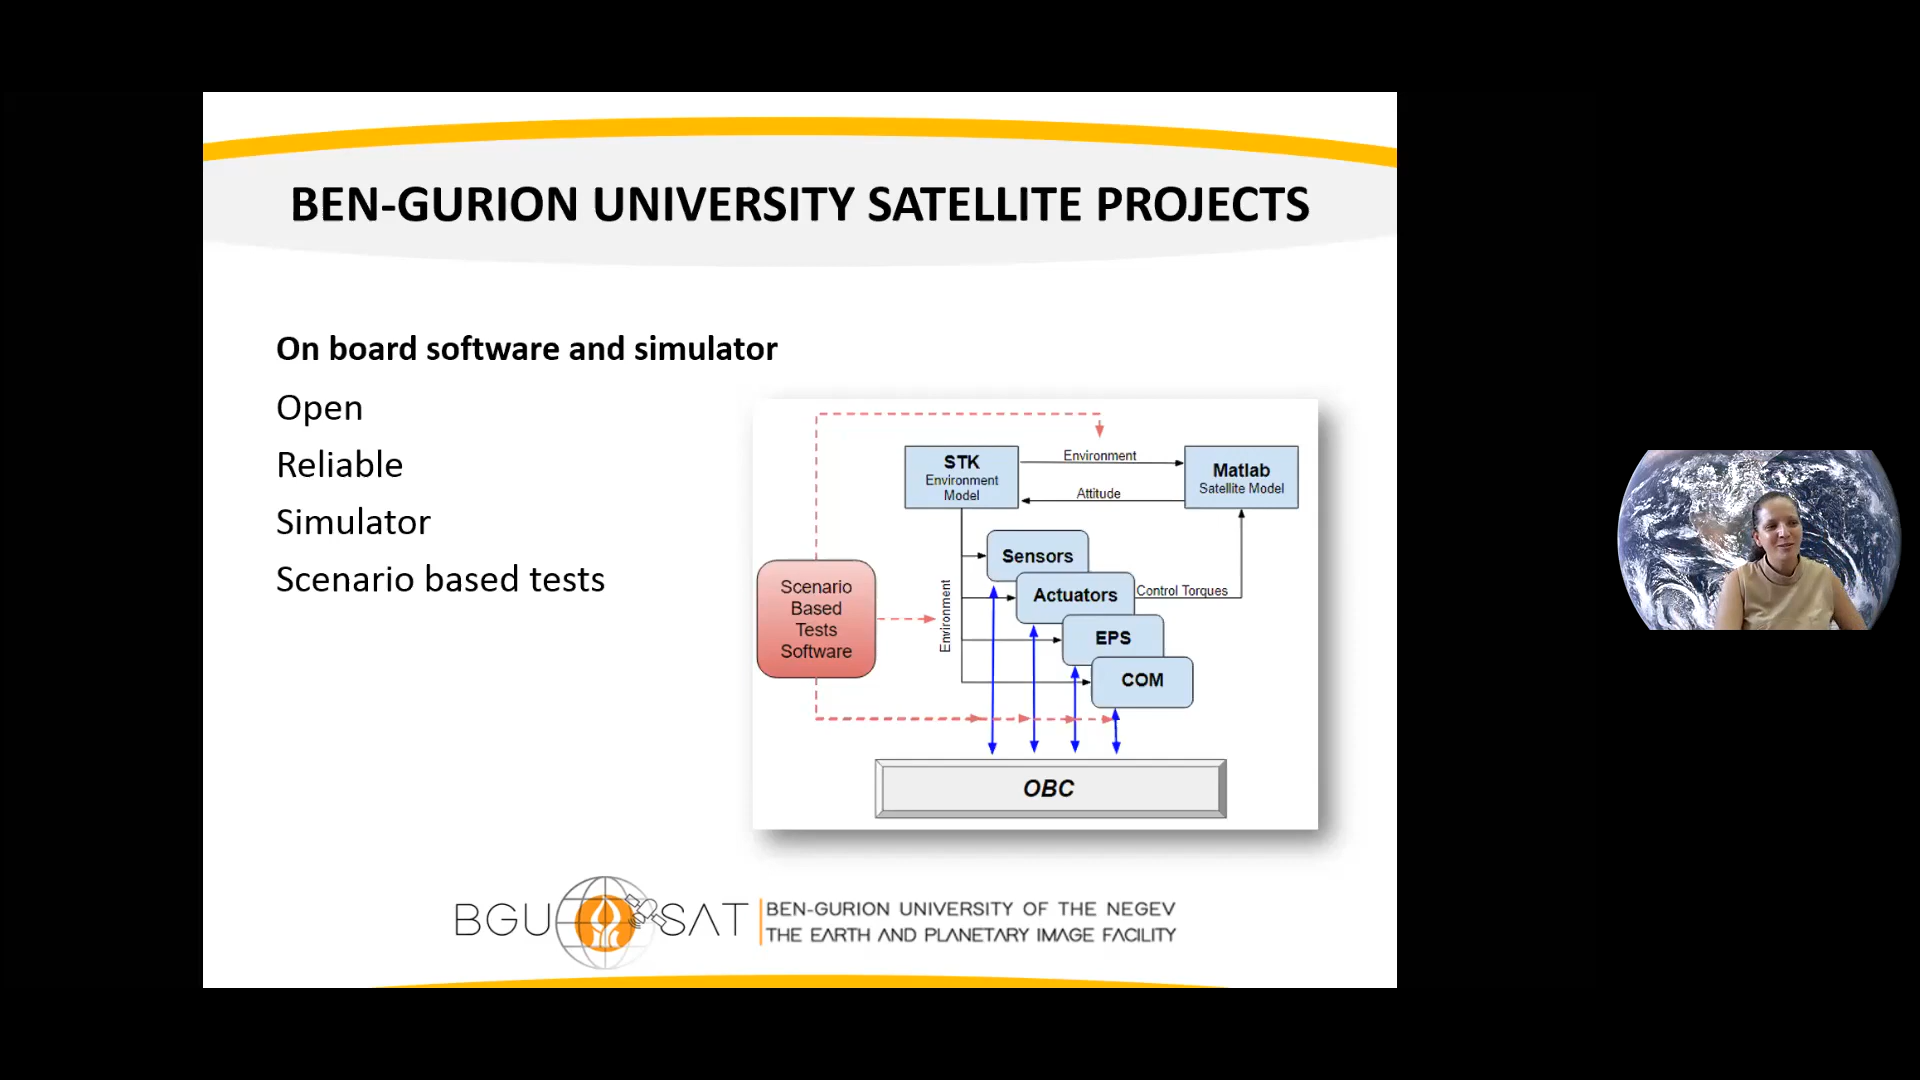 BEN-GURION UNIVERSITY SATELLITE PROJECTS
On board software and simulator
Open
Reliable
Simulator
Scenario based tests
STK
Environment
Model
Environment
Attitude
Matlab
Satellite Model
Sensors
Actuators
Control Torques
EPS
COM
Environment
Scenario
Based
Tests
Software
OBC
BGU SAT
BEN-GURION UNIVERSITY OF THE NEGEV
THE EARTH AND PLANETARY IMAGE FACILITY